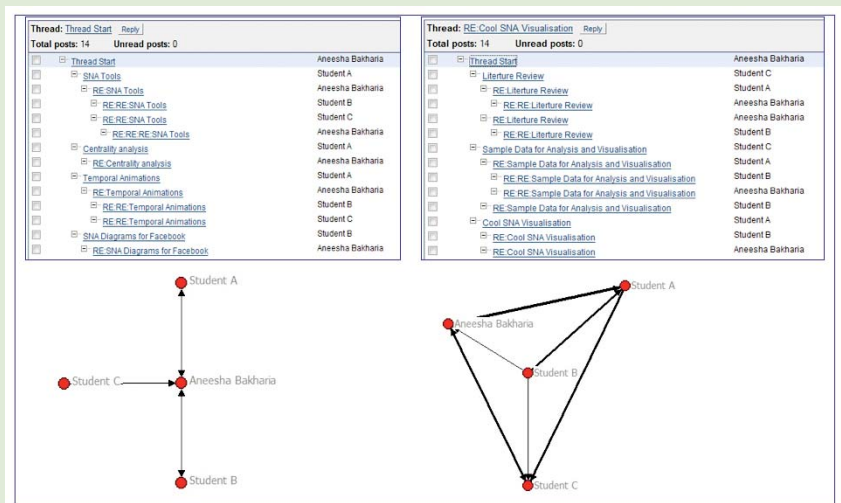 Thread: Thread Start Reply
Total posts: 14 Unread posts: 0
Thread Start Aneesha Bakharia
SNA Tools Student A
RE:SNA Tools Aneesha Bakharia
RE:RE:SNA Tools Student B
RE:RE:SNA Tools Student C
RE:RE:RE:SNA Tools Aneesha Bakharia
Centrality analysis Student A
RE:Centrality analysis Aneesha Bakharia
Temporal Animations Student A
RE:Temporal Animations Aneesha Bakharia
RE:RE:Temporal Animations Student B
RE:RE:Temporal Animations Student C
SNA Diagrams for Facebook Student B
RE:SNA Diagrams for Facebook Aneesha Bakharia
Thread: RE:Cool SNA Visualisation Reply
Total posts: 14 Unread posts: 0
Thread Start Aneesha Bakharia
Literture Review Student C
RE:Literture Review Student A
RE:RE:Literture Review Aneesha Bakharia
RE:Literture Review Aneesha Bakharia
RE:RE:Literture Review Student B
Sample Data for Analysis and Visualisation Student C
RE:Sample Data for Analysis and Visualisation Student A
RE:RE:Sample Data for Analysis and Visualisation Student B
RE:RE:Sample Data for Analysis and Visualisation Aneesha Bakharia
RE:Sample Data for Analysis and Visualisation Student B
Cool SNA Visualisation Student A
RE:Cool SNA Visualisation Student C
RE:Cool SNA Visualisation Aneesha Bakharia
Student A
Student C
Aneesha Bakharia
Student B
Student A
Aneesha Bakharia
Student B
Student C